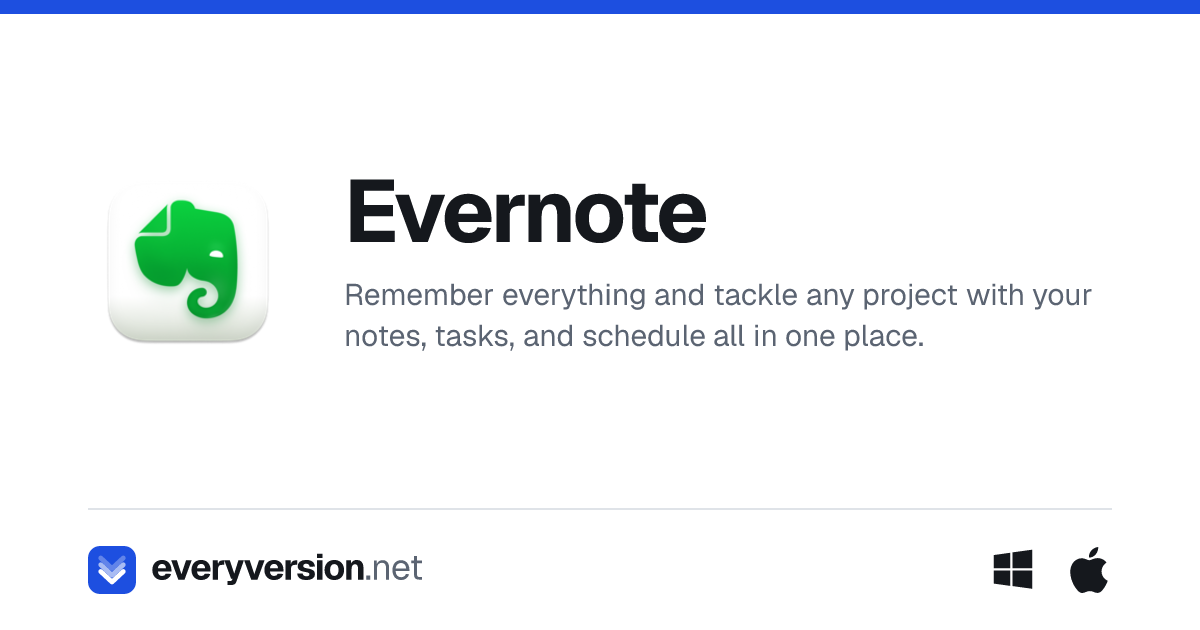 Evernote
Remember everything and tackle any project with your
notes, tasks, and schedule all in one place.
everyversion.net